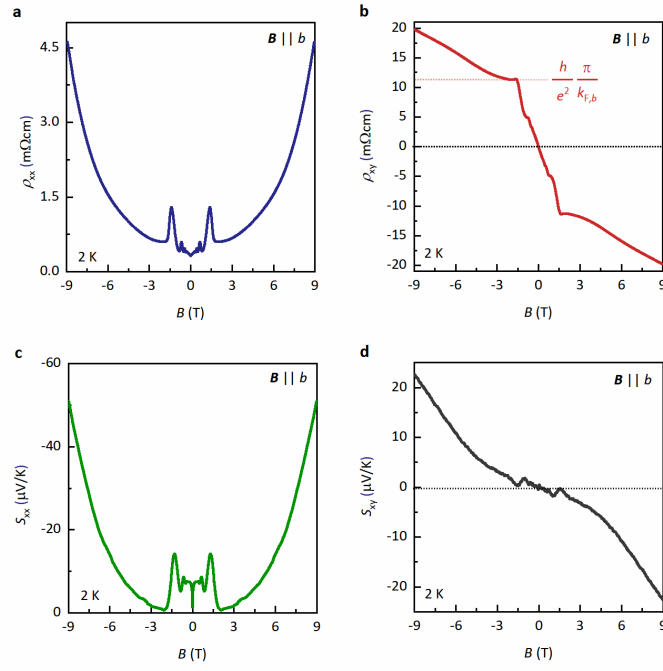 a
4.5
3.0
1.5
0.0
-9 -6 -3 0 3 6 9
ρxx (mΩcm)
B (T)
B || b
2 K
b
20
15
10
5
0
-5
-10
-15
-20
-9 -6 -3 0 3 6 9
ρxy (mΩcm)
B (T)
B || b
h/e² π/kF,b
2 K
c
-60
-40
-20
0
-9 -6 -3 0 3 6 9
Sxx (μV/K)
B (T)
B || b
2 K
d
20
10
0
-10
-20
-9 -6 -3 0 3 6 9
Sxy (μV/K)
B (T)
B || b
2 K